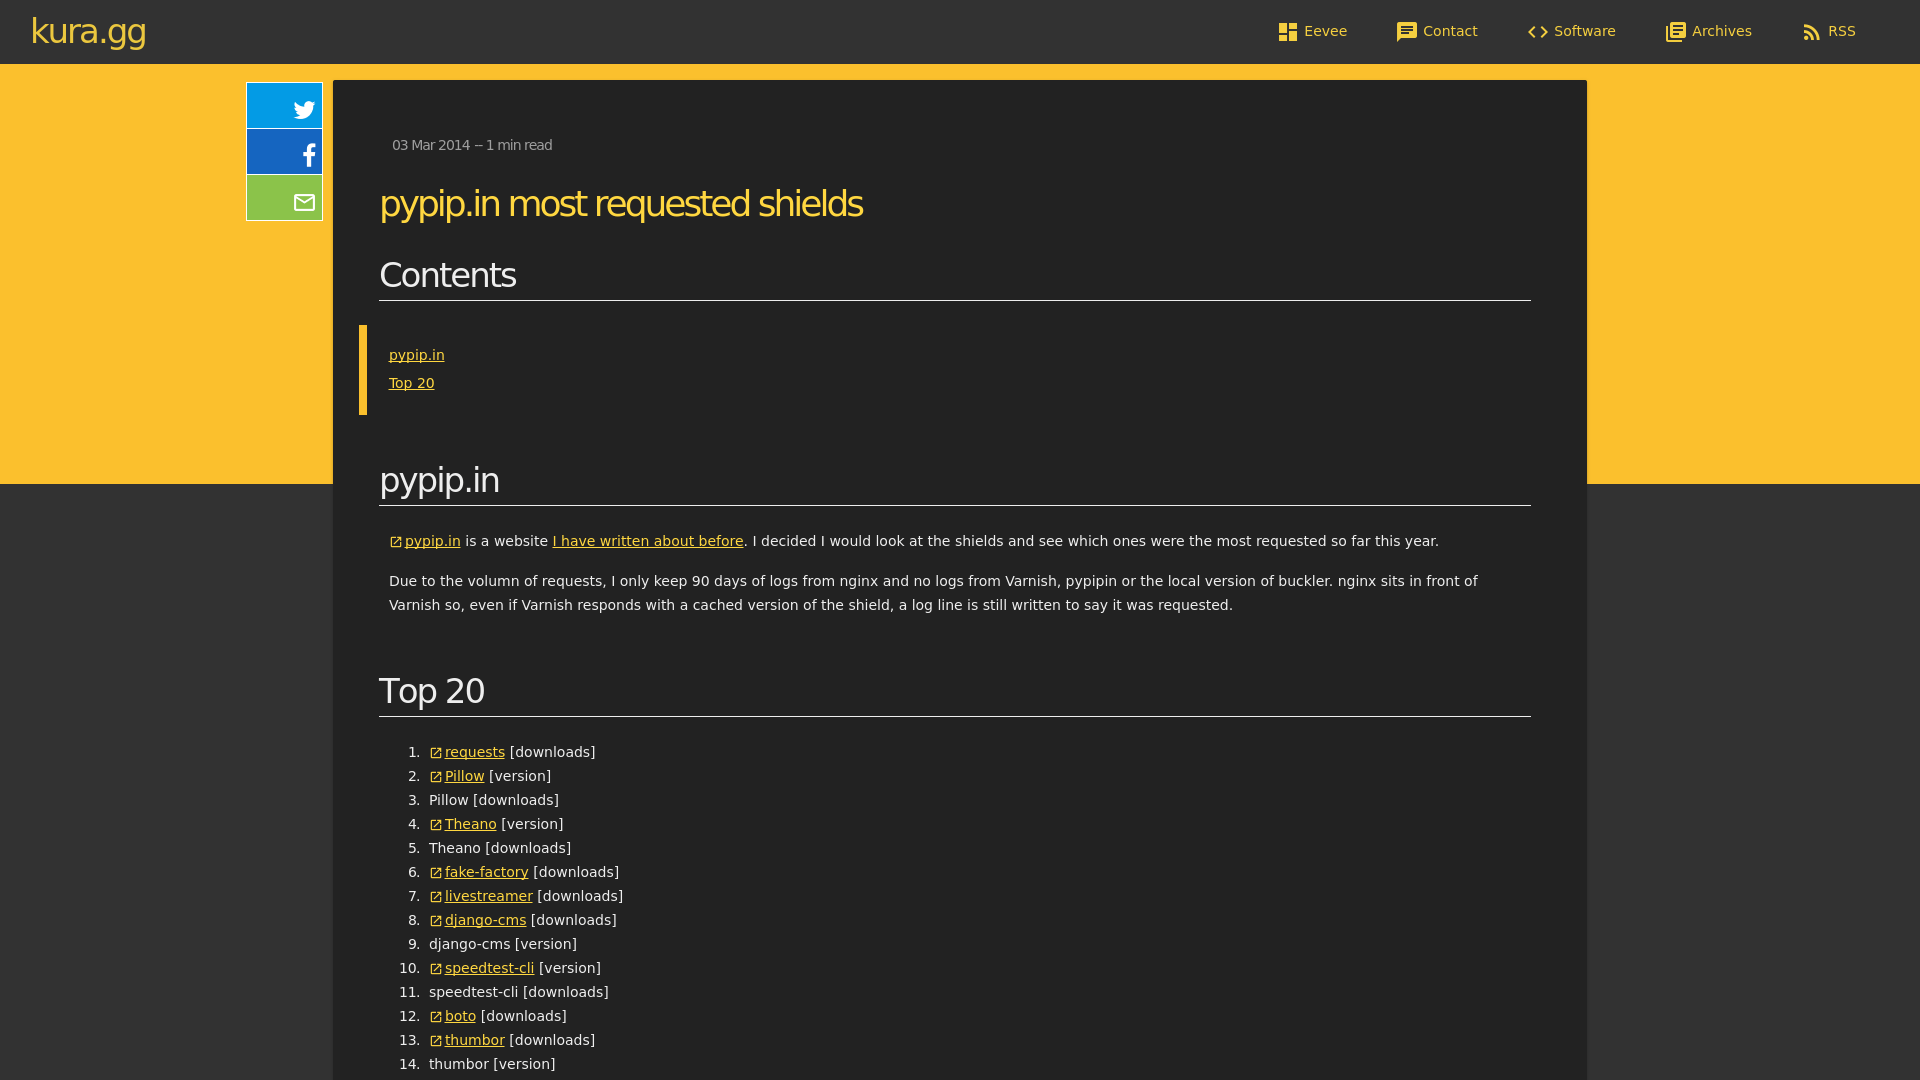 kura.gg
Eevee
Contact
Software
Archives
RSS
03 Mar 2014 -- 1 min read
pypip.in most requested shields
Contents
pypip.in
Top 20
pypip.in
pypip.in is a website I have written about before. I decided I would look at the shields and see which ones were the most requested so far this year.
Due to the volumn of requests, I only keep 90 days of logs from nginx and no logs from Varnish, pypipin or the local version of buckler. nginx sits in front of
Varnish so, even if Varnish responds with a cached version of the shield, a log line is still written to say it was requested.
Top 20
1. requests [downloads]
2. Pillow [version]
3. Pillow [downloads]
4. Theano [version]
5. Theano [downloads]
6. fake-factory [downloads]
7. livestreamer [downloads]
8. django-cms [downloads]
9. django-cms [version]
10. speedtest-cli [version]
11. speedtest-cli [downloads]
12. boto [downloads]
13. thumbor [downloads]
14. thumbor [version]